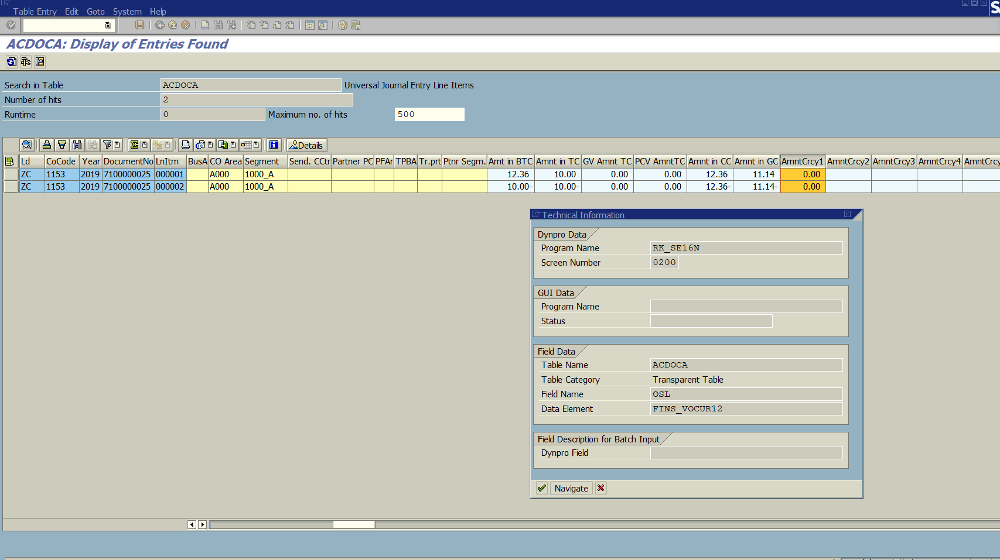 Table Entry Edit Goto System Help
ACDOCA: Display of Entries Found
Search in Table ACDOCA Universal Journal Entry Line Items
Number of hits 2
Runtime 0 Maximum no. of hits 500
Details
Ld CoCode Year DocumentNo LnItm BusA CO Area Segment Send. CCtr Partner PC PFAr TPBA Tr.prt Ptnr Segm. Amt in BTC Amnt in TC GV Amnt TC PCV AmntTC Amnt in CC Amnt in GC AmntCrcy1 AmntCrcy2 AmntCrcy3 AmntCrcy4 AmntCrcy
ZC 1153 2019 7100000025 000001 A000 1000_A 12.36 10.00 0.00 0.00 12.36 11.14 0.00
ZC 1153 2019 7100000025 000002 A000 1000_A 10.00- 10.00- 0.00 0.00 12.36- 11.14- 0.00
Technical Information
Dynpro Data
Program Name RK_SE16N
Screen Number 0200
GUI Data
Program Name
Status
Field Data
Table Name ACDOCA
Table Category Transparent Table
Field Name OSL
Data Element FINS_VOCUR12
Field Description for Batch Input
Dynpro Field
Navigate